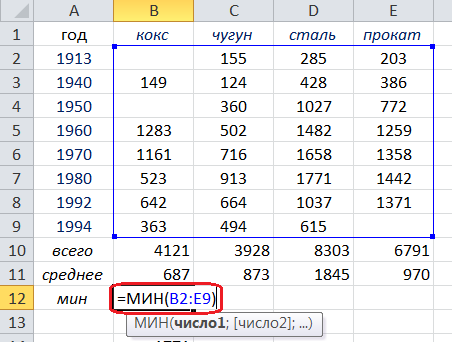 A B C D E
1 год кокс чугун сталь прокат
2 1913 155 285 203
3 1940 149 124 428 386
4 1950 360 1027 772
5 1960 1283 502 1482 1259
6 1970 1161 716 1658 1358
7 1980 523 913 1771 1442
8 1992 642 664 1037 1371
9 1994 363 494 615
10 всего 4121 3928 8303 6791
11 среднее 687 873 1845 970
12 мин =МИН(B2:E9)
13 МИН(число1; [число2]; ...)